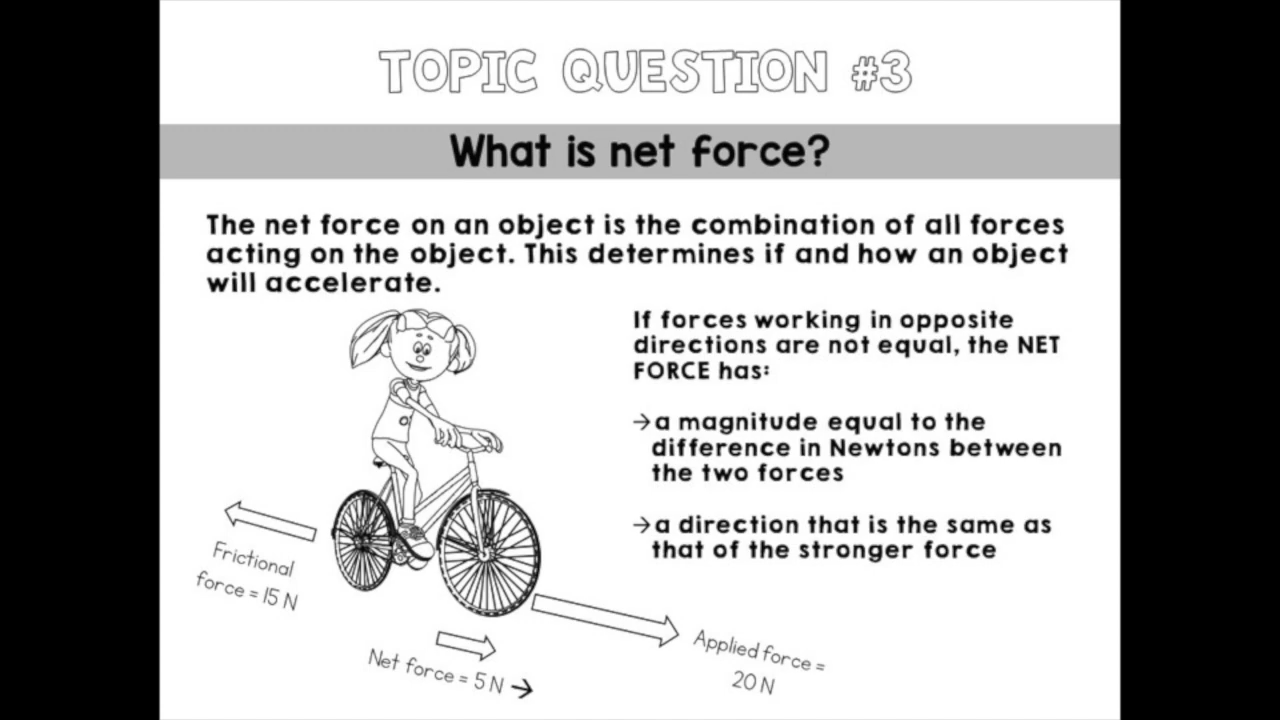 TOPIC QUESTION #3
What is net force?
The net force on an object is the combination of all forces
acting on the object. This determines if and how an object
will accelerate.
If forces working in opposite
directions are not equal, the NET
FORCE has:
→a magnitude equal to the
difference in Newtons between
the two forces
→a direction that is the same as
that of the stronger force
Frictional
force = 15 N
Net force = 5 N →
Applied force =
20 N